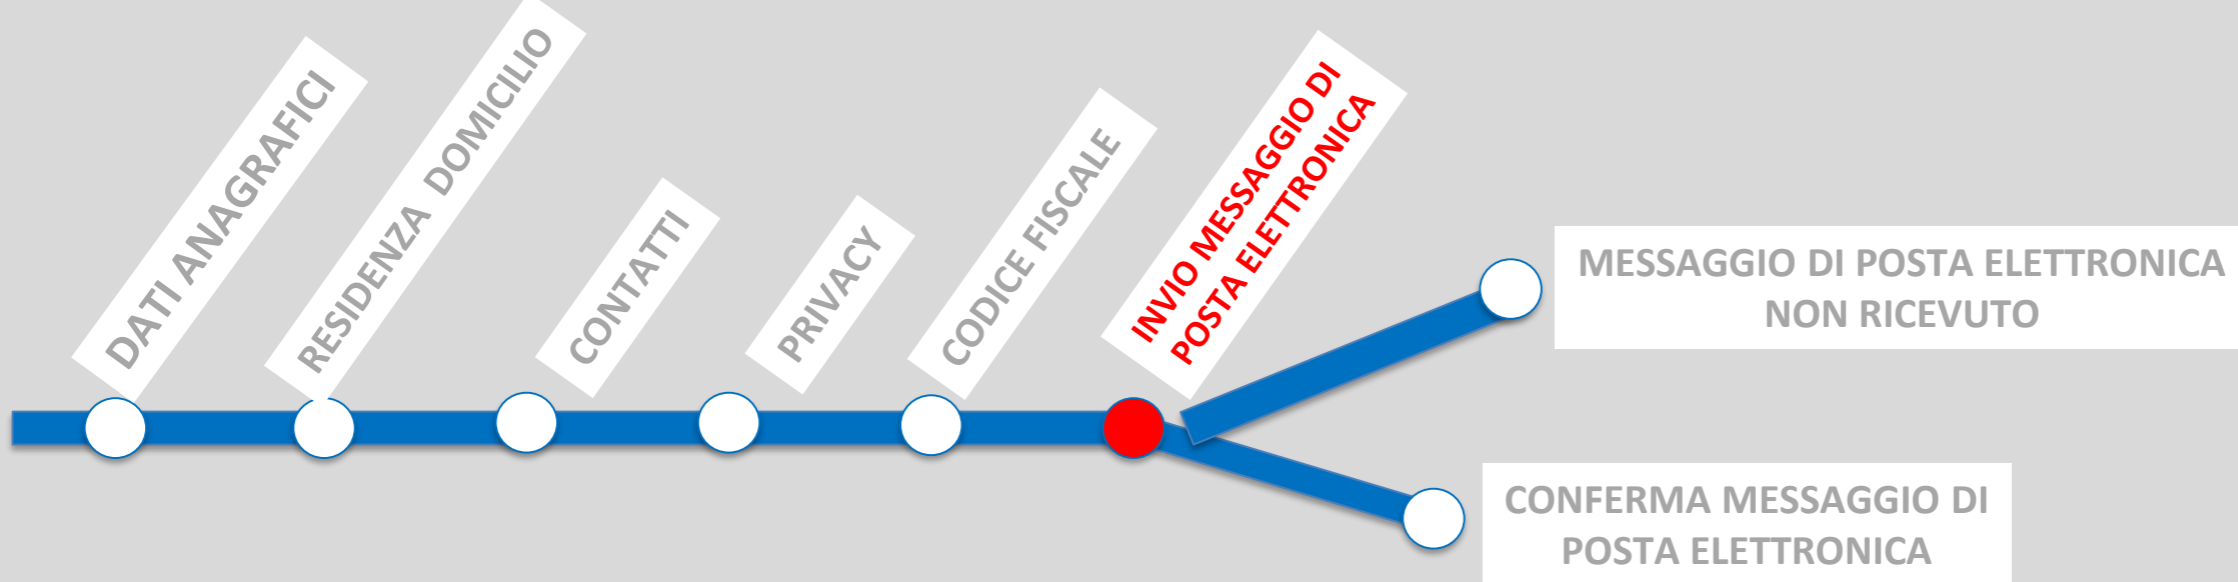 DATI ANAGRAFICI
RESIDENZA DOMICILIO
CONTATTI
PRIVACY
CODICE FISCALE
INVIO MESSAGGIO DI
POSTA ELETTRONICA
MESSAGGIO DI POSTA ELETTRONICA
NON RICEVUTO
CONFERMA MESSAGGIO DI
POSTA ELETTRONICA